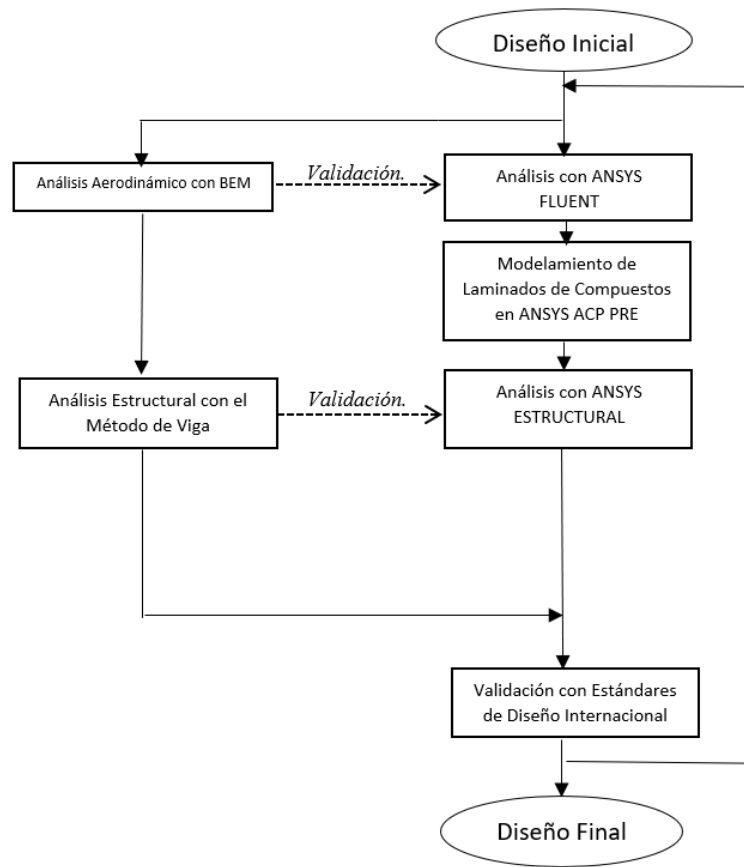 Diseño Inicial
Análisis Aerodinámico con BEM
Validación.
Análisis con ANSYS
FLUENT
Modelamiento de
Laminados de Compuestos
en ANSYS ACP PRE
Análisis Estructural con el
Método de Viga
Validación.
Análisis con ANSYS
ESTRUCTURAL
Validación con Estándares
de Diseño Internacional
Diseño Final